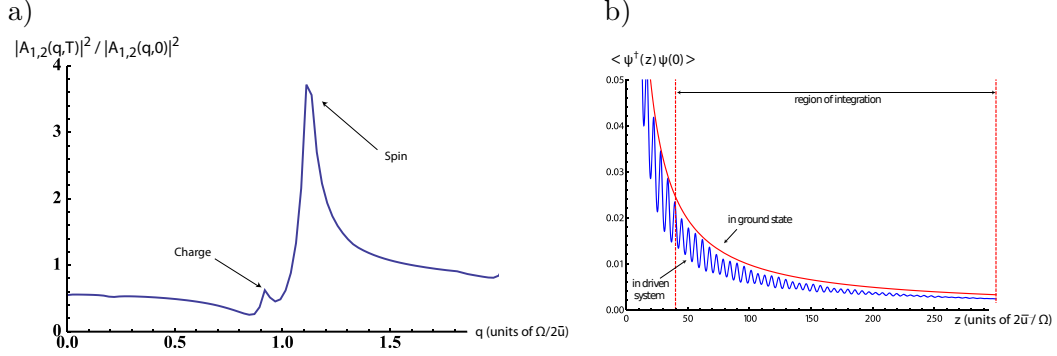 a)
|A1,2(q,T)|² / |A1,2(q,0)|²
4
3
2
1
0
0.0
0.5
1.0
1.5
Spin
Charge
q (units of Ω/2ū)
b)
< ψ†(z) ψ(0) >
0.05
0.04
0.03
0.02
0.01
0.00
0
50
100
150
200
250
region of integration
in ground state
in driven
system
z (units of 2ū / Ω)